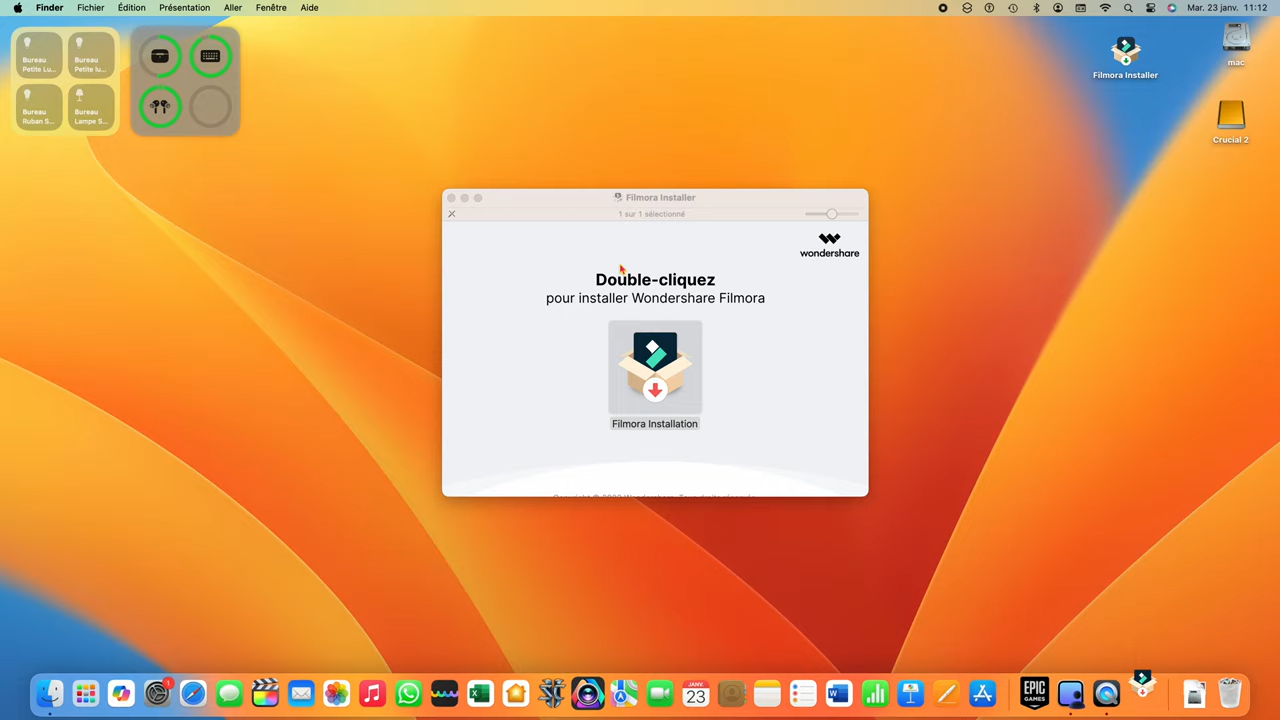 Finder Fichier Édition Présentation Aller Fenêtre Aide
Mar. 23 janv. 11:12
Bureau
Petite Lu...
Bureau
Petite lu...
Bureau
Ruban S...
Bureau
Lampe S...
Filmora Installer
mac
Crucial 2
Filmora Installer
1 sur 1 sélectionné
wondershare
Double-cliquez
pour installer Wondershare Filmora
Filmora Installation
JANV.
23
EPIC
GAMES
1